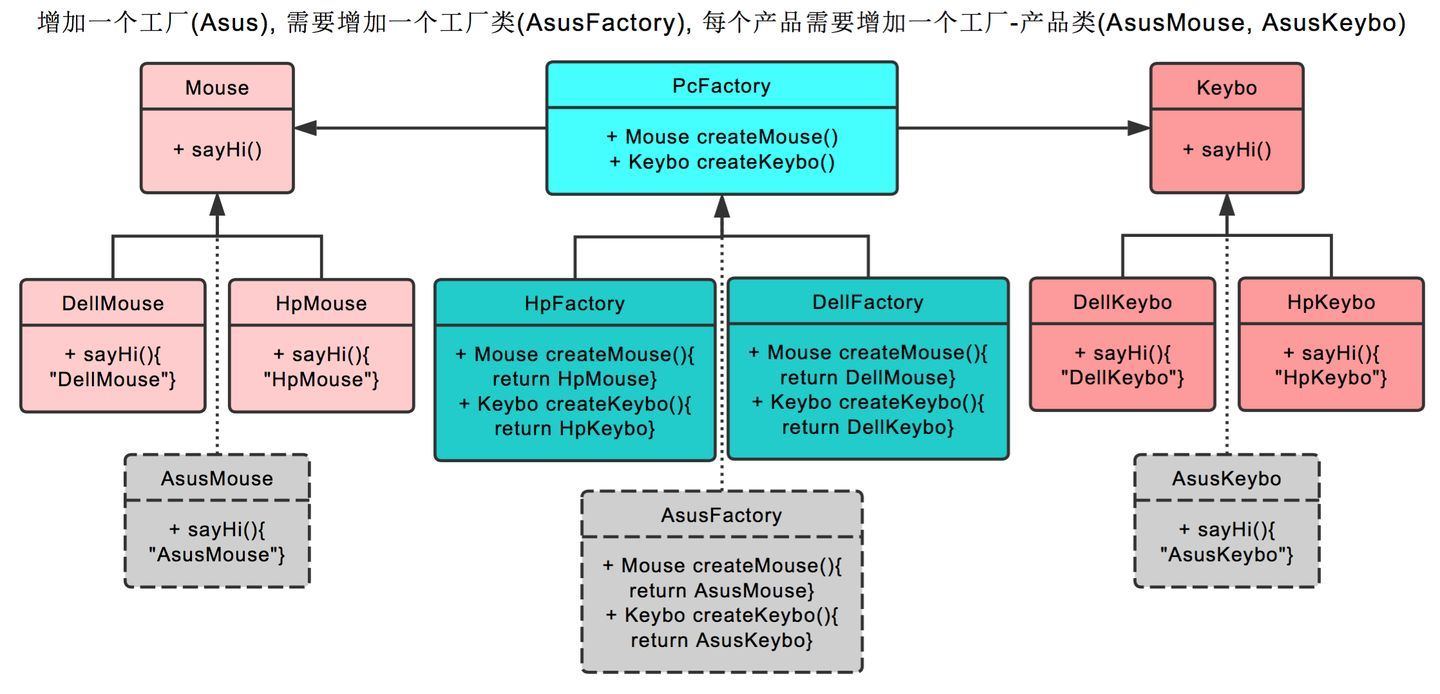 增加一个工厂(Asus), 需要增加一个工厂类(AsusFactory), 每个产品需要增加一个工厂-产品类(AsusMouse, AsusKeybo)
Mouse
+ sayHi()
PcFactory
+ Mouse createMouse()
+ Keybo createKeybo()
Keybo
+ sayHi()
DellMouse
+ sayHi(){
"DellMouse"}
HpMouse
+ sayHi(){
"HpMouse"}
HpFactory
+ Mouse createMouse(){
return HpMouse}
+ Keybo createKeybo(){
return HpKeybo}
DellFactory
+ Mouse createMouse(){
return DellMouse}
+ Keybo createKeybo(){
return DellKeybo}
DellKeybo
+ sayHi(){
"DellKeybo"}
HpKeybo
+ sayHi(){
"HpKeybo"}
AsusMouse
+ sayHi(){
"AsusMouse"}
AsusFactory
+ Mouse createMouse(){
return AsusMouse}
+ Keybo createKeybo(){
return AsusKeybo}
AsusKeybo
+ sayHi(){
"AsusKeybo"}